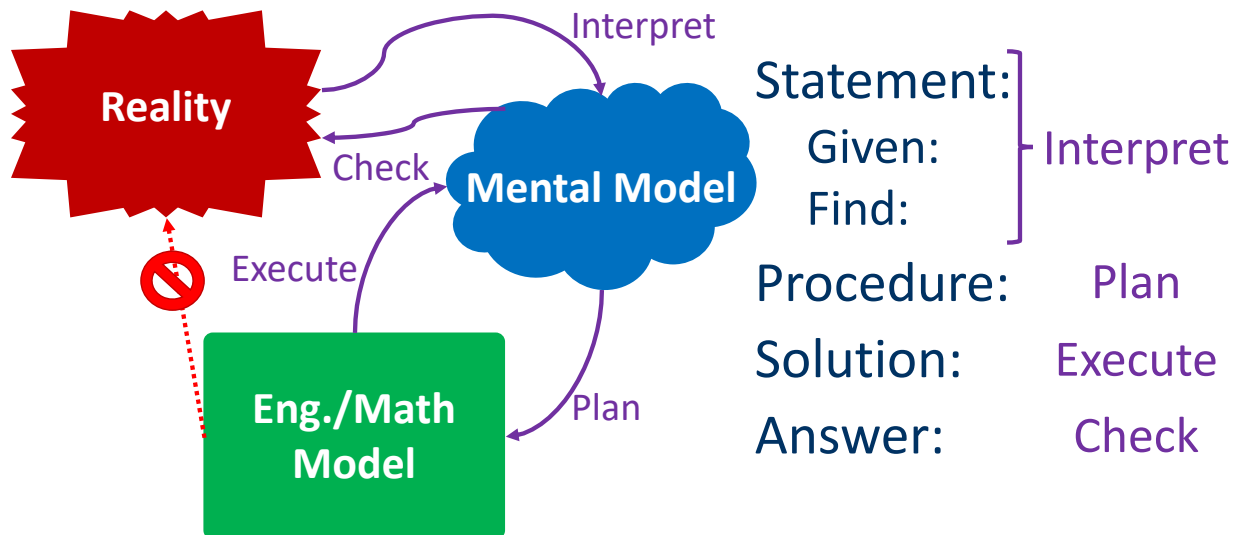 Interpret
Reality
Check
Mental Model
Execute
Eng./Math
Model
Plan
Statement:
Given:
Find:
Interpret
Procedure: Plan
Solution: Execute
Answer: Check